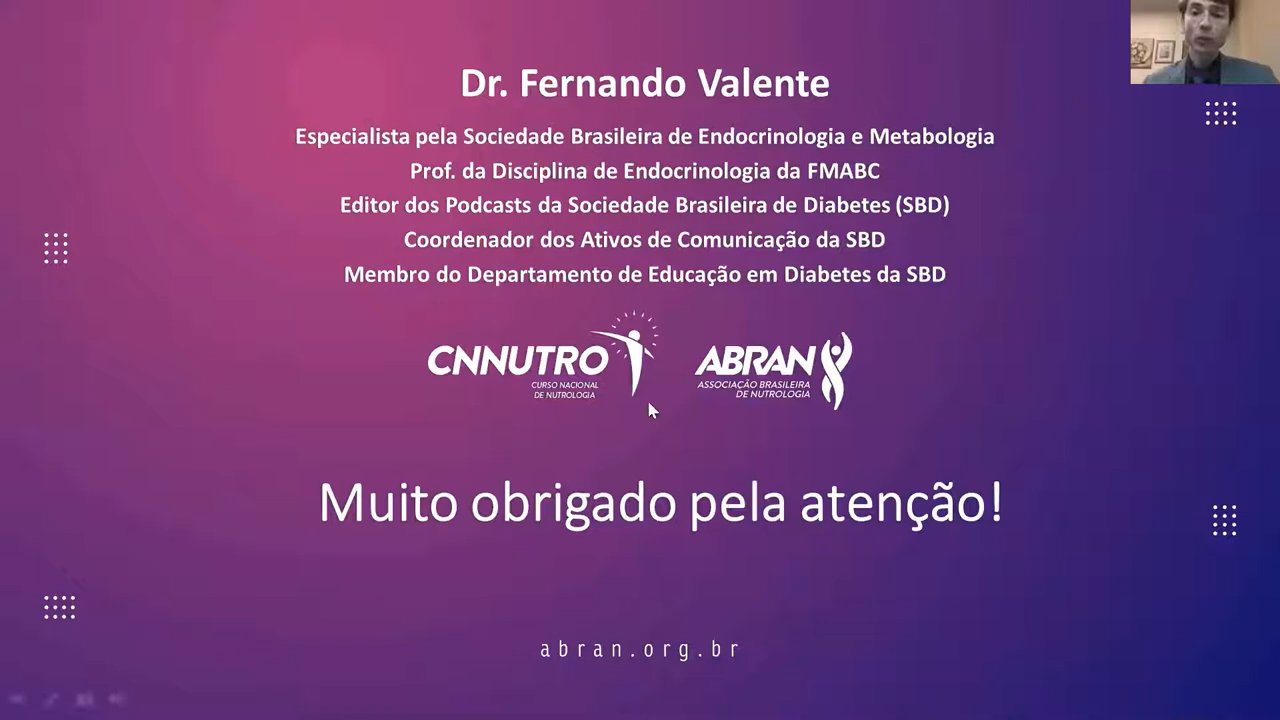 Dr. Fernando Valente
Especialista pela Sociedade Brasileira de Endocrinologia e Metabologia
Prof. da Disciplina de Endocrinologia da FMABC
Editor dos Podcasts da Sociedade Brasileira de Diabetes (SBD)
Coordenador dos Ativos de Comunicação da SBD
Membro do Departamento de Educação em Diabetes da SBD
CNNUTRO
CURSO NACIONAL
DE NUTROLOGIA
ABRAN
ASSOCIAÇÃO BRASILEIRA
DE NUTROLOGIA
Muito obrigado pela atenção!
abran.org.br